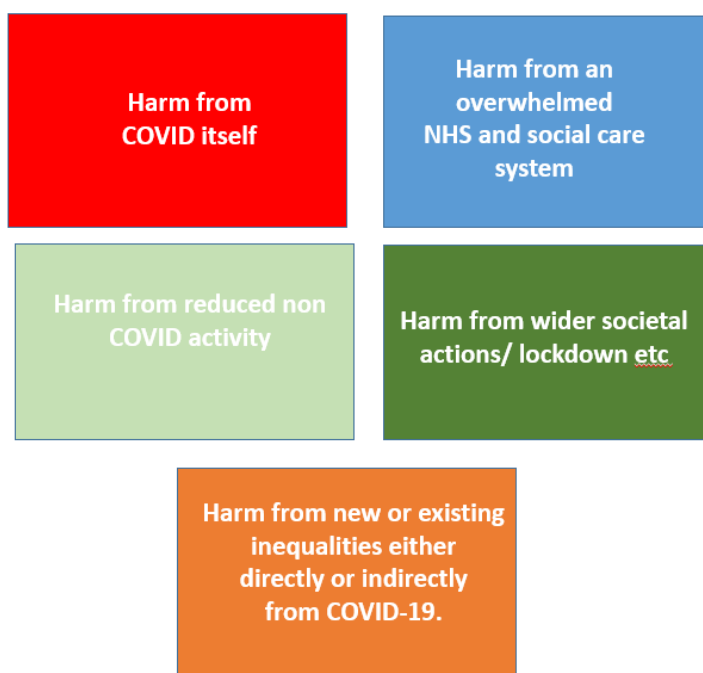 Harm from
COVID itself
Harm from an
overwhelmed
NHS and social care
system
Harm from reduced non
COVID activity
Harm from wider societal
actions/ lockdown etc
Harm from new or existing
inequalities either
directly or indirectly
from COVID-19.